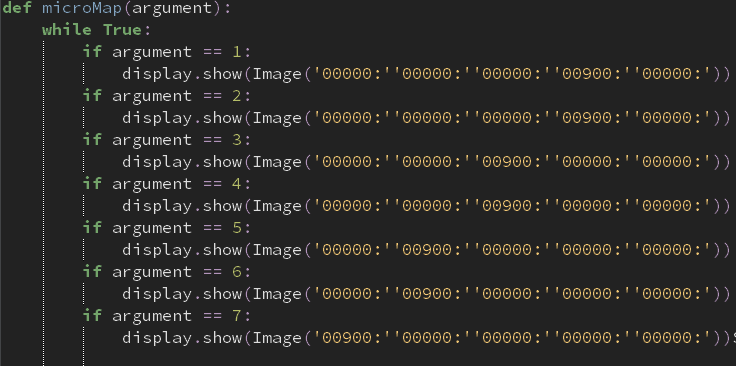 def microMap(argument):
    while True:
        if argument == 1:
            display.show(Image('00000:''00000:''00000:''00900:''00000:'))
        if argument == 2:
            display.show(Image('00000:''00000:''00000:''00900:''00000:'))
        if argument == 3:
            display.show(Image('00000:''00000:''00900:''00000:''00000:'))
        if argument == 4:
            display.show(Image('00000:''00000:''00900:''00000:''00000:'))
        if argument == 5:
            display.show(Image('00000:''00900:''00000:''00000:''00000:'))
        if argument == 6:
            display.show(Image('00000:''00900:''00000:''00000:''00000:'))
        if argument == 7:
            display.show(Image('00900:''00000:''00000:''00000:''00000:'))